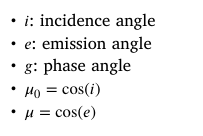 • i: incidence angle
• e: emission angle
• g: phase angle
• μ₀ = cos(i)
• μ = cos(e)